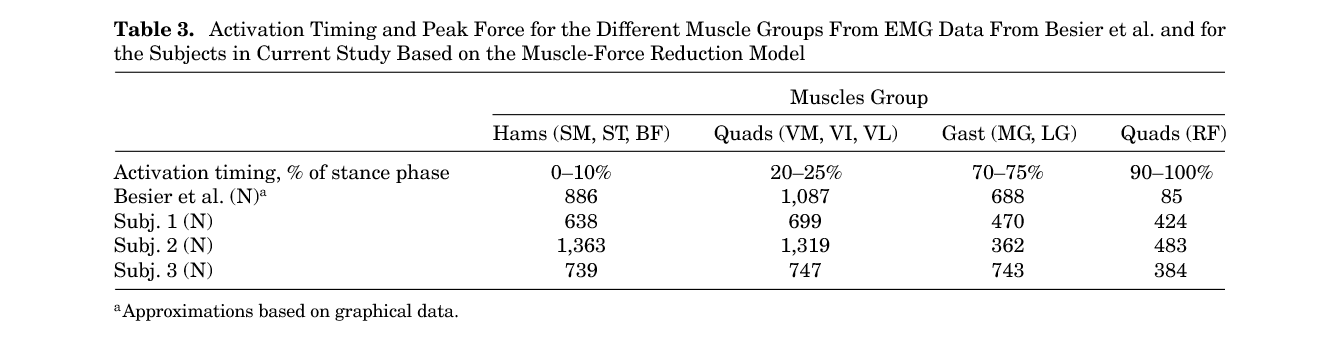 Table 3. Activation Timing and Peak Force for the Different Muscle Groups From EMG Data From Besier et al. and for
the Subjects in Current Study Based on the Muscle-Force Reduction Model
Muscles Group
Hams (SM, ST, BF) Quads (VM, VI, VL) Gast (MG, LG) Quads (RF)
Activation timing, % of stance phase 0–10% 20–25% 70–75% 90–100%
Besier et al. (N)ᵃ 886 1,087 688 85
Subj. 1 (N) 638 699 470 424
Subj. 2 (N) 1,363 1,319 362 483
Subj. 3 (N) 739 747 743 384
ᵃApproximations based on graphical data.